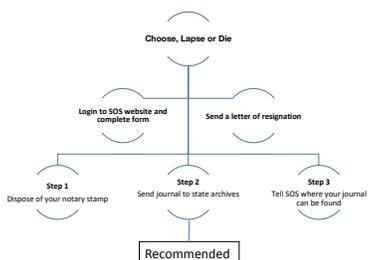 Choose, Lapse or Die
Login to SOS website and
complete form
Send a letter of resignation
Step 1
Dispose of your notary stamp
Step 2
Send journal to state archives
Step 3
Tell SOS where your journal
can be found
Recommended